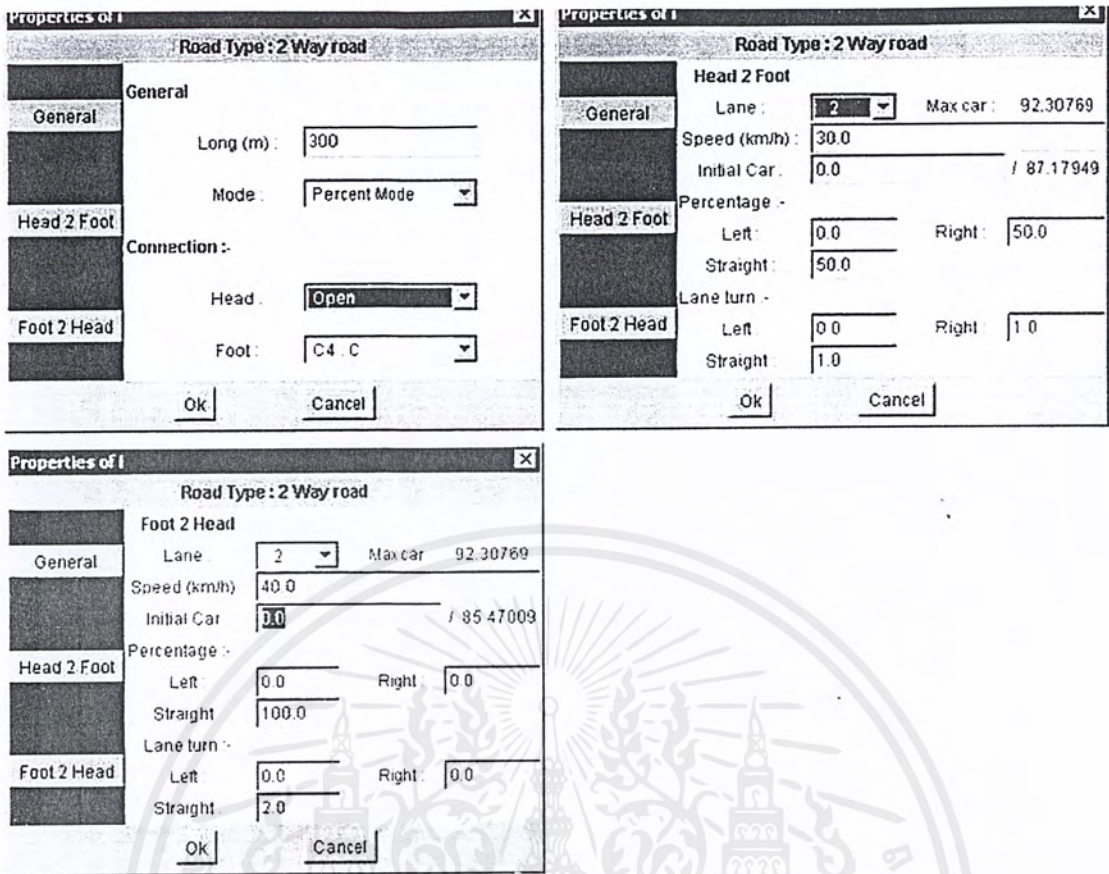 Properties of I
Road Type : 2 Way road
General
General
Long (m) : 300
Mode : Percent Mode
Head 2 Foot
Connection :-
Head : Open
Foot 2 Head
Foot : C4 . C
Ok Cancel
Properties of I
Road Type : 2 Way road
Head 2 Foot
General
Lane : 2 Max car : 92.30769
Speed (km/h) : 30.0
Initial Car : 0.0 / 87.17949
Percentage :-
Head 2 Foot
Left : 0.0 Right : 50.0
Straight : 50.0
Lane turn :-
Foot 2 Head
Left 0.0 Right : 1.0
Straight : 1.0
Ok Cancel
Properties of I
Road Type : 2 Way road
Foot 2 Head
General
Lane : 2 Max car 92.30769
Speed (km/h) 40.0
Initial Car 0.0 / 85.47009
Percentage :-
Head 2 Foot
Left : 0.0 Right : 0.0
Straight 100.0
Lane turn :-
Foot 2 Head
Left 0.0 Right : 0.0
Straight 2.0
Ok Cancel